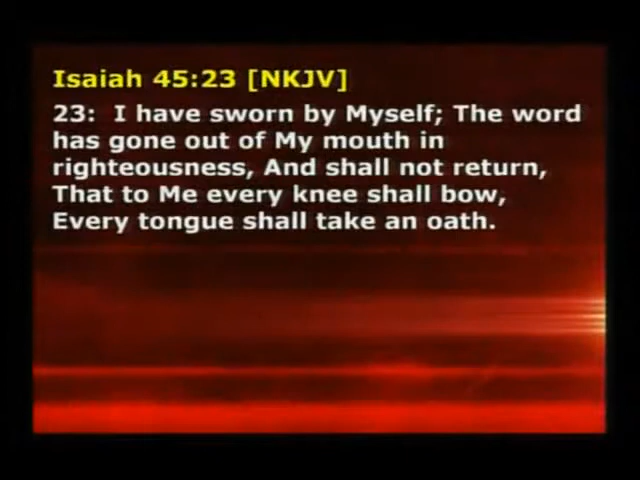 Isaiah 45:23 [NKJV]
23:  I have sworn by Myself; The word
has gone out of My mouth in
righteousness, And shall not return,
That to Me every knee shall bow,
Every tongue shall take an oath.